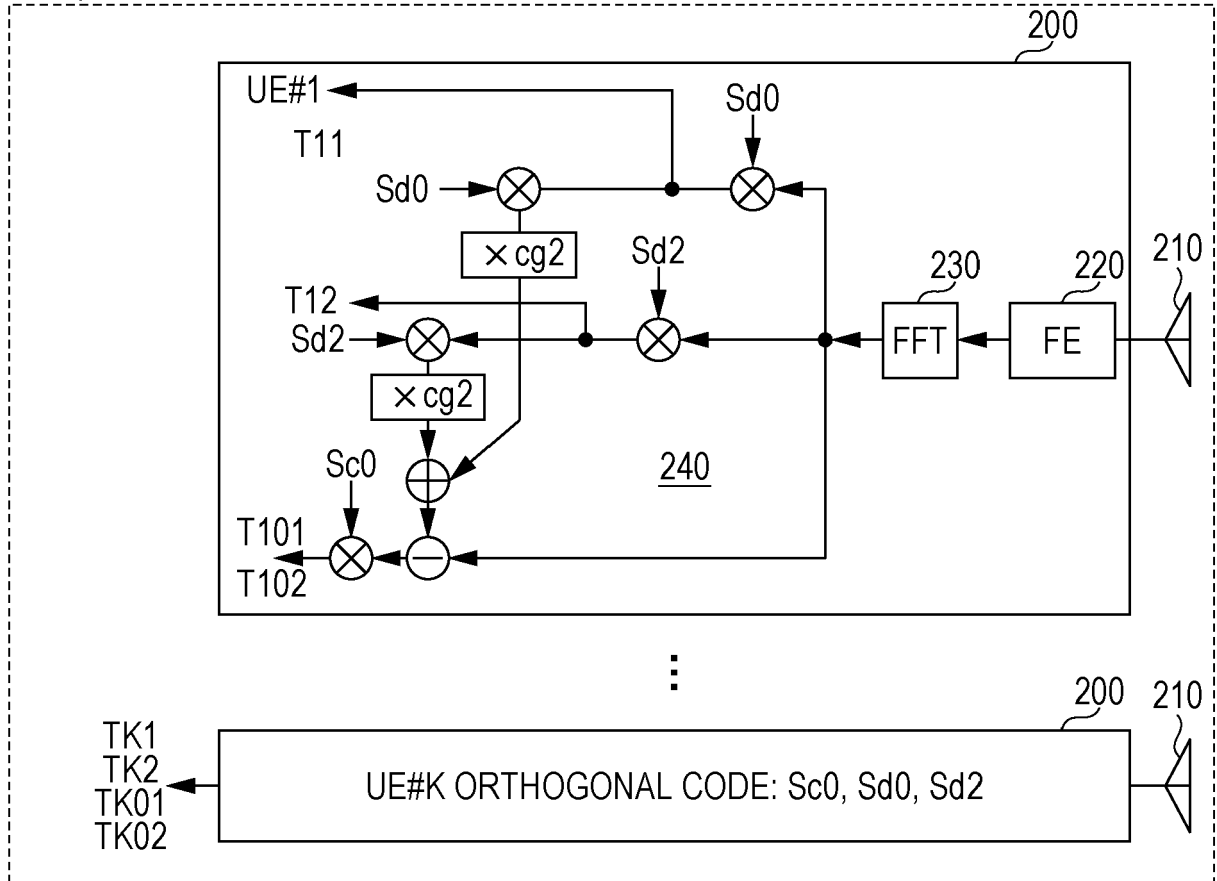 200
UE#1
Sd0
T11
Sd0
× cg2
Sd2
230
220
210
T12
Sd2
FFT
FE
× cg2
Sc0
240
T101
T102
200
210
TK1
TK2
TK01
TK02
UE#K ORTHOGONAL CODE: Sc0, Sd0, Sd2